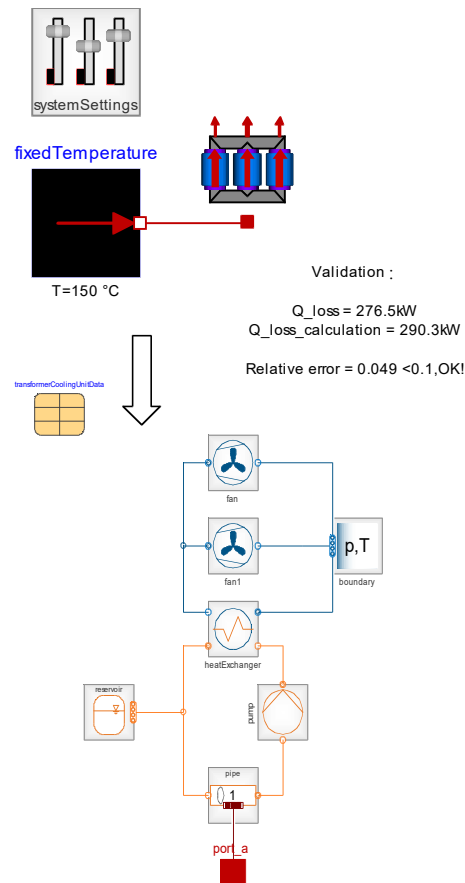 systemSettings
fixedTemperature
T=150 °C
Validation :
Q_loss = 276.5kW
Q_loss_calculation = 290.3kW
Relative error = 0.049 <0.1,OK!
transformerCoolingUnitData
fan
fan1
p,T
boundary
heatExchanger
reservoir
pump
pipe
1
port_a